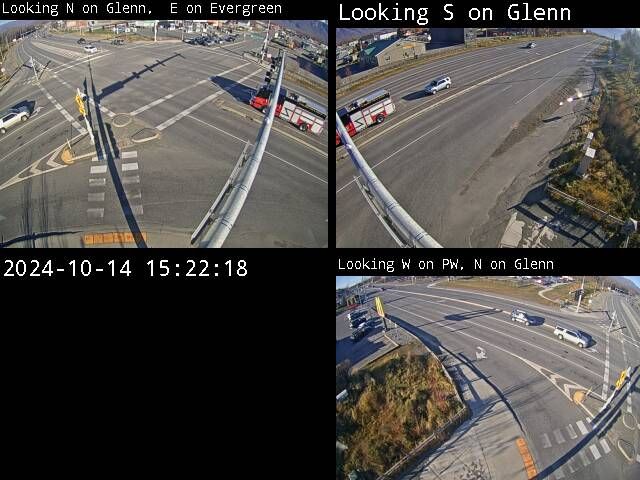 Looking N on Glenn,  E on Evergreen
Looking S on Glenn
2024-10-14 15:22:18
Looking W on PW, N on Glenn